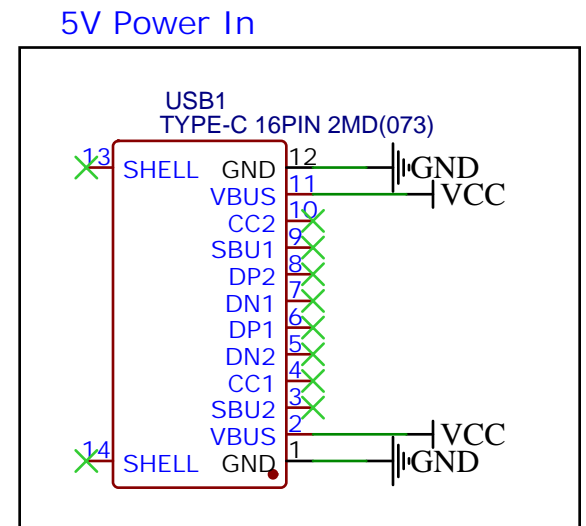 5V Power In
USB1
TYPE-C 16PIN 2MD(073)
13 SHELL GND 12 GND
VBUS 11 VCC
CC2 10
SBU1 9
DP2 8
DN1 7
DP1 6
DN2 5
CC1 4
SBU2 3
VBUS 2 VCC
14 SHELL GND 1 GND